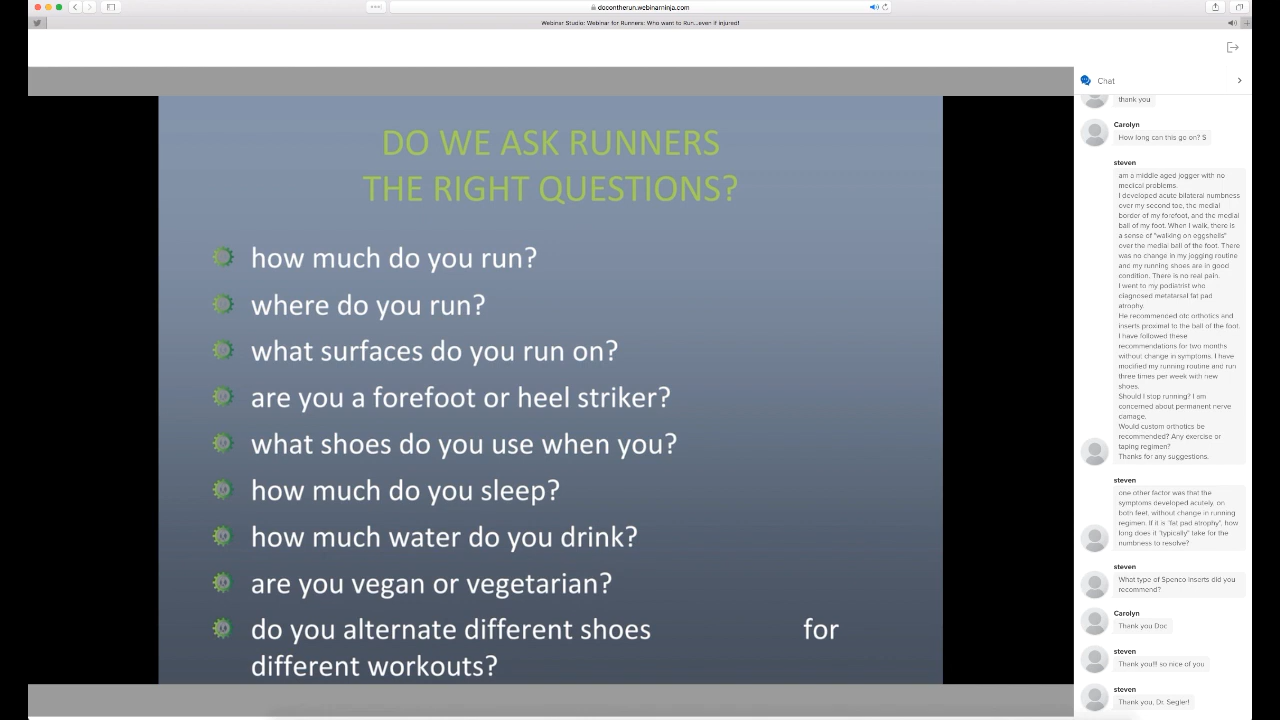 docontherun.webinarninja.com
Webinar Studio: Webinar for Runners: Who want to Run...even if injured!
DO WE ASK RUNNERS
THE RIGHT QUESTIONS?
how much do you run?
where do you run?
what surfaces do you run on?
are you a forefoot or heel striker?
what shoes do you use when you?
how much do you sleep?
how much water do you drink?
are you vegan or vegetarian?
do you alternate different shoes for
different workouts?
Chat
thank you
Carolyn
How long can this go on? S
steven
am a middle aged jogger with no
medical problems.
I developed acute bilateral numbness
over my second toe, the medial
border of my forefoot, and the medial
ball of my foot. When I walk, there is
a sense of "walking on eggshells"
over the medial ball of the foot. There
was no change in my jogging routine
and my running shoes are in good
condition. There is no real pain.
I went to my podiatrist who
diagnosed metatarsal fat pad
atrophy.
He recommended otc orthotics and
inserts proximal to the ball of the foot.
I have followed these
recommendations for two months
without change in symptoms. I have
modified my running routine and run
three times per week with new
shoes.
Should I stop running? I am
concerned about permanent nerve
damage.
Would custom orthotics be
recommended? Any exercise or
taping regimen?
Thanks for any suggestions.
steven
one other factor was that the
symptoms developed acutely, on
both feet, without change in running
regimen. If it is "fat pad atrophy", how
long does it "typically" take for the
numbness to resolve?
steven
What type of Spenco inserts did you
recommend?
Carolyn
Thank you Doc
steven
Thank you!!! so nice of you
steven
Thank you, Dr. Segler!